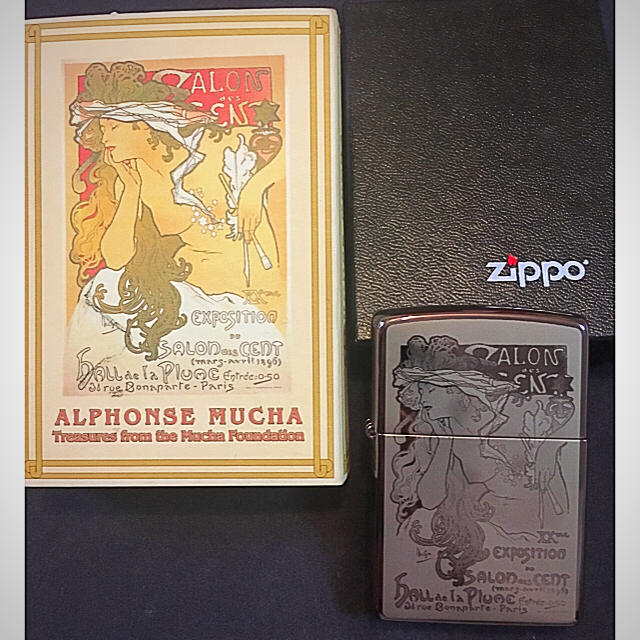 SALON
des
CENT
XXme
EXPOSITION
DU
SALON des CENT
(mars-avril 1896)
Hall de la PLUME Entrée:0.50
31 rue Bonaparte - Paris
ALPHONSE MUCHA
Treasures from the Mucha Foundation
zippo
SALON
des
CENT
XXme
EXPOSITION
DU
SALON des CENT
(mars-avril 1896)
Hall de la PLUME Entrée:0.50
31 rue Bonaparte - Paris